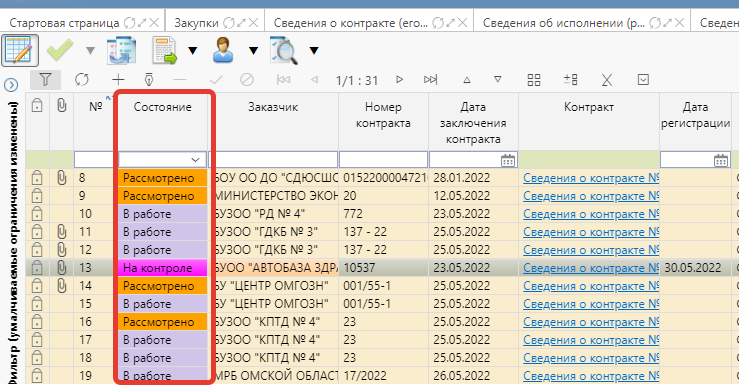 Стартовая страница
Закупки
Сведения о контракте (его...
Сведения об исполнении (р...
Сведен
1/1 : 31
Фильтр (умалчиваемые ограничения изменены)
№ Состояние Заказчик Номер контракта Дата заключения контракта Контракт Дата регистрации
8 Рассмотрено БОУ ОО ДО "СДЮСШО 0152200004721 28.01.2022 Сведения о контракте №
9 Рассмотрено МИНИСТЕРСТВО ЭКОН 20 12.05.2022 Сведения о контракте №
10 В работе БУЗОО "РД № 4" 772 23.05.2022 Сведения о контракте №
11 В работе БУЗОО "ГДКБ № 3" 137 - 22 25.05.2022 Сведения о контракте №
12 В работе БУЗОО "ГДКБ № 3" 137 - 22 25.05.2022 Сведения о контракте №
13 На контроле БУОО "АВТОБАЗА ЗДРА 10537 23.05.2022 Сведения о контракте № 30.05.2022
14 Рассмотрено БУ "ЦЕНТР ОМГОЗН" 001/55-1 25.05.2022 Сведения о контракте №
15 В работе БУ "ЦЕНТР ОМГОЗН" 001/55-1 25.05.2022 Сведения о контракте №
16 Рассмотрено БУЗОО "КПТД № 4" 23 25.05.2022 Сведения о контракте №
17 В работе БУЗОО "КПТД № 4" 23 25.05.2022 Сведения о контракте №
18 В работе БУЗОО "КПТД № 4" 23 25.05.2022 Сведения о контракте №
19 В работе МРБ ОМСКОЙ ОБЛАСТ 17/2022 26.05.2022 Сведения о контракте №